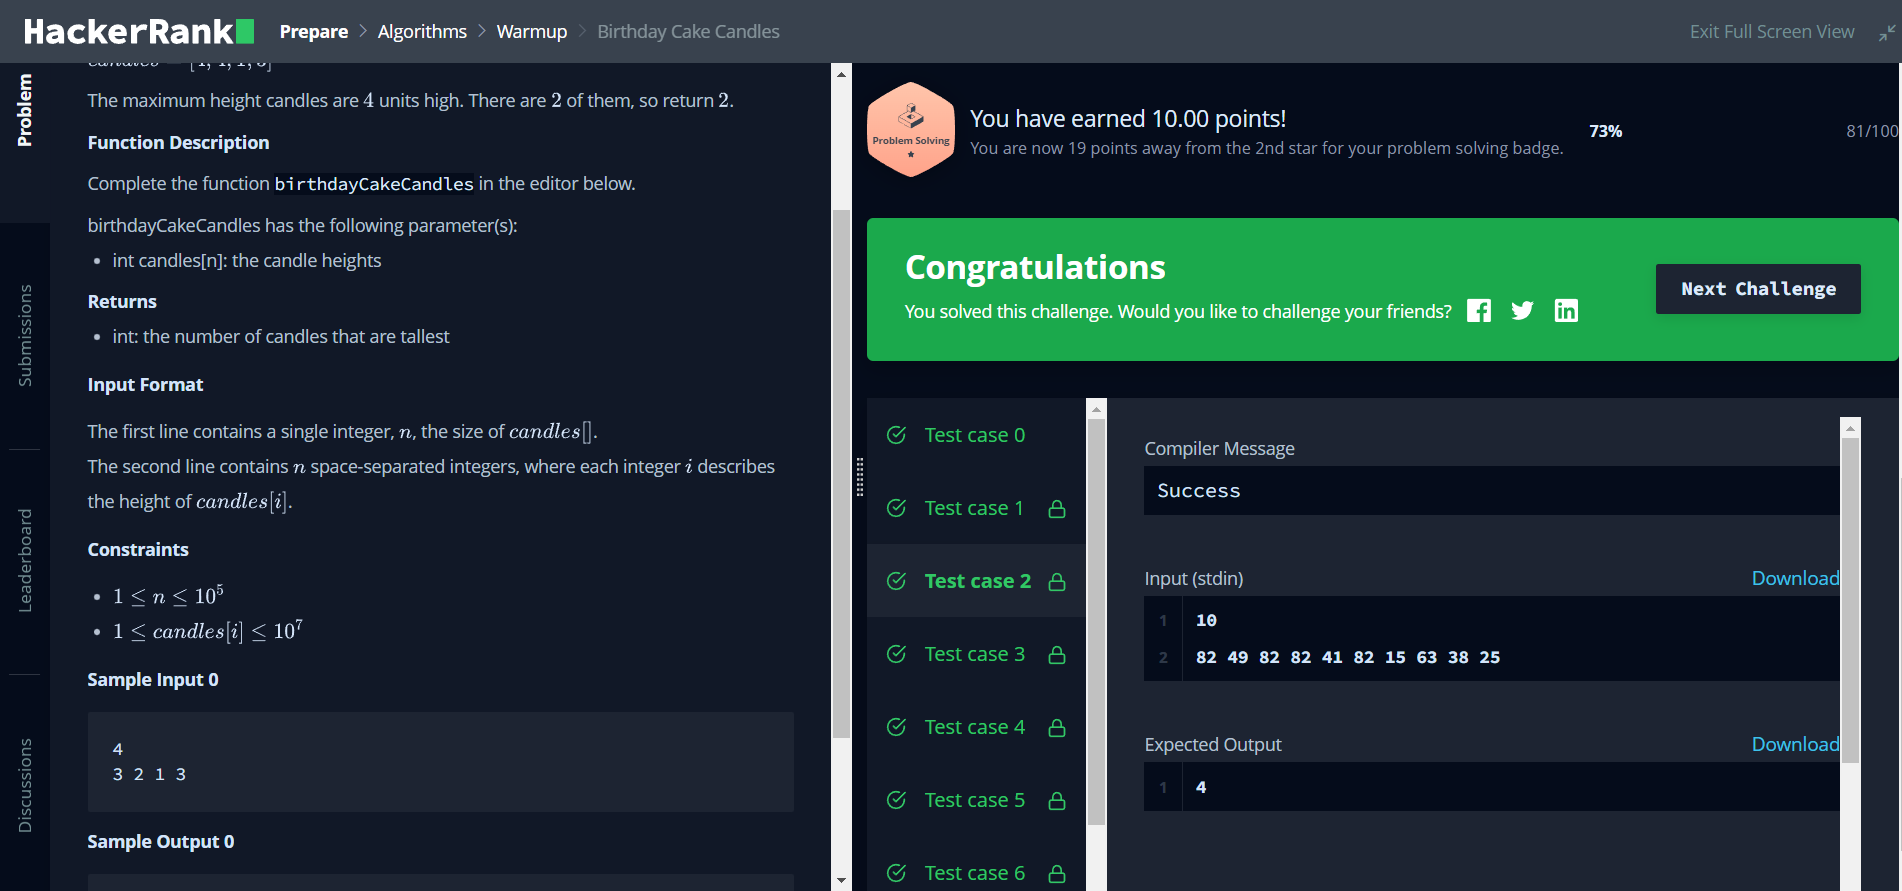 HackerRank
Prepare > Algorithms > Warmup > Birthday Cake Candles
Exit Full Screen View
Problem
Submissions
Leaderboard
Discussions
The maximum height candles are 4 units high. There are 2 of them, so return 2.
Function Description
Complete the function birthdayCakeCandles in the editor below.
birthdayCakeCandles has the following parameter(s):
• int candles[n]: the candle heights
Returns
• int: the number of candles that are tallest
Input Format
The first line contains a single integer, n, the size of candles[].
The second line contains n space-separated integers, where each integer i describes
the height of candles[i].
Constraints
• 1 ≤ n ≤ 10⁵
• 1 ≤ candles[i] ≤ 10⁷
Sample Input 0
4
3 2 1 3
Sample Output 0
Problem Solving
You have earned 10.00 points!
You are now 19 points away from the 2nd star for your problem solving badge.
73%
81/100
Congratulations
You solved this challenge. Would you like to challenge your friends?
Next Challenge
Test case 0
Test case 1
Test case 2
Test case 3
Test case 4
Test case 5
Test case 6
Compiler Message
Success
Input (stdin)
Download
1 10
2 82 49 82 82 41 82 15 63 38 25
Expected Output
Download
1 4